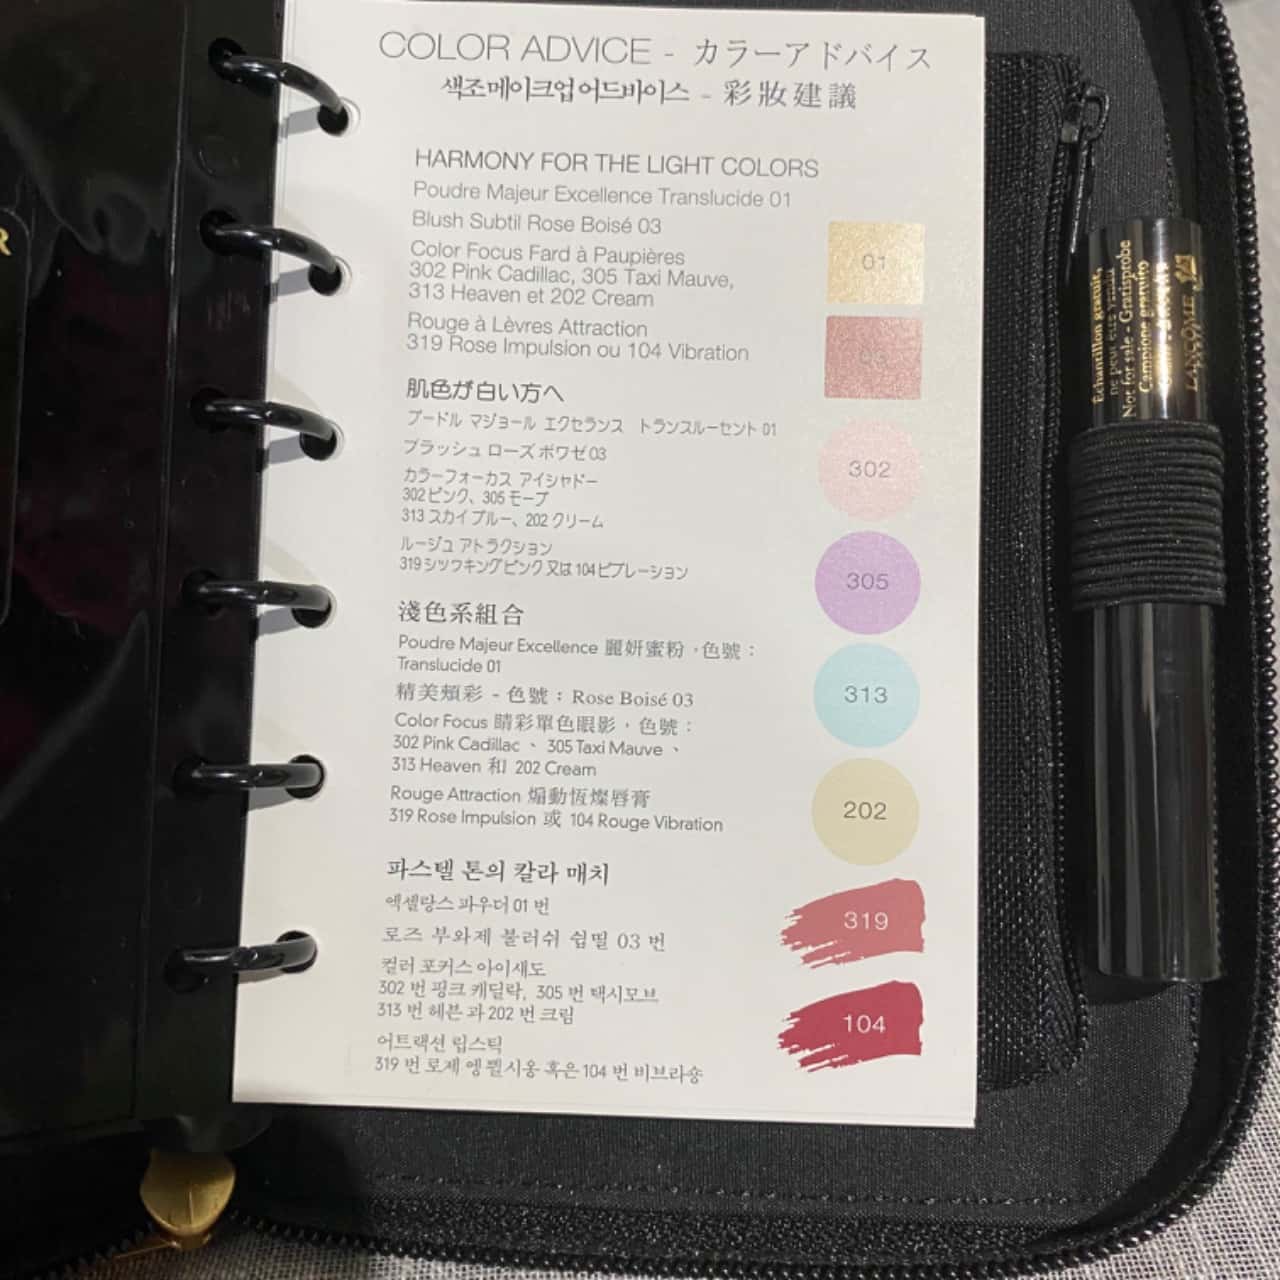 COLOR ADVICE - カラーアドバイス
색조메이크업 어드바이스 - 彩妝建議
HARMONY FOR THE LIGHT COLORS
Poudre Majeur Excellence Translucide 01
Blush Subtil Rose Boisé 03
Color Focus Fard à Paupières
302 Pink Cadillac, 305 Taxi Mauve,
313 Heaven et 202 Cream
Rouge à Lèvres Attraction
319 Rose Impulsion ou 104 Vibration
肌色が白い方へ
プードル マジョール エクセランス トランスルーセント 01
ブラッシュ ローズ ボワゼ 03
カラーフォーカス アイシャドー
302 ピンク、305 モーブ
313 スカイブルー、202 クリーム
ルージュ アトラクション
319 ショッキングピンク 又は 104 ビブレーション
淺色系組合
Poudre Majeur Excellence 麗妍蜜粉，色號：
Translucide 01
精美頰彩 - 色號： Rose Boisé 03
Color Focus 睛彩單色眼影，色號：
302 Pink Cadillac 、 305 Taxi Mauve 、
313 Heaven 和 202 Cream
Rouge Attraction 煽動恆燦唇膏
319 Rose Impulsion 或 104 Rouge Vibration
파스텔 톤의 칼라 매치
엑셀랑스 파우더 01 번
로즈 부와제 블러쉬 쉽띨 03 번
컬러 포커스 아이섀도
302 번 핑크 캐딜락, 305 번 택시모브
313 번 헤븐 과 202 번 크림
어트랙션 립스틱
319 번 로제 엥뾜시옹 혹은 104 번 비브라숑
01
03
302
305
313
202
319
104
R
Echantillon gratuit,
ne peut être vendu
Not for sale - Gratisprobe
Campione gratuito
LANCÔME